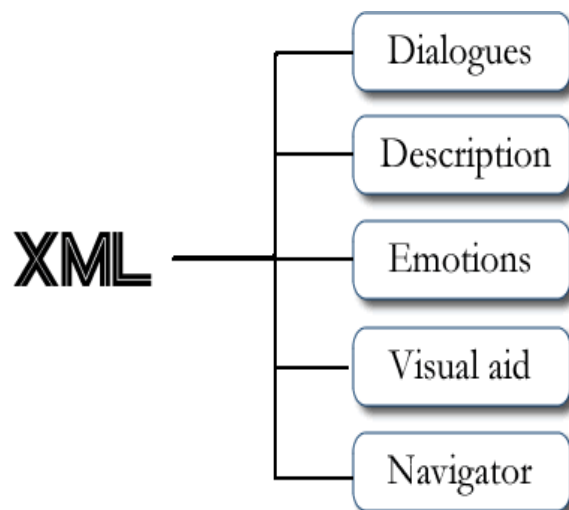 Dialogues
Description
XML
Emotions
Visual aid
Navigator